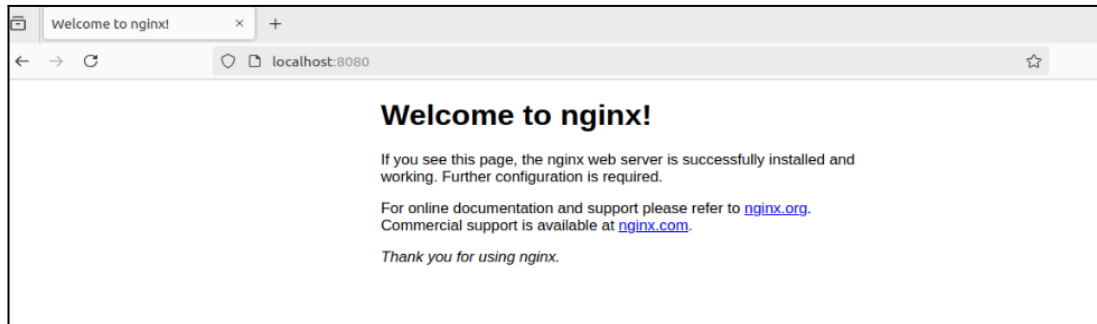 Welcome to nginx!
localhost:8080
Welcome to nginx!
If you see this page, the nginx web server is successfully installed and
working. Further configuration is required.
For online documentation and support please refer to nginx.org.
Commercial support is available at nginx.com.
Thank you for using nginx.